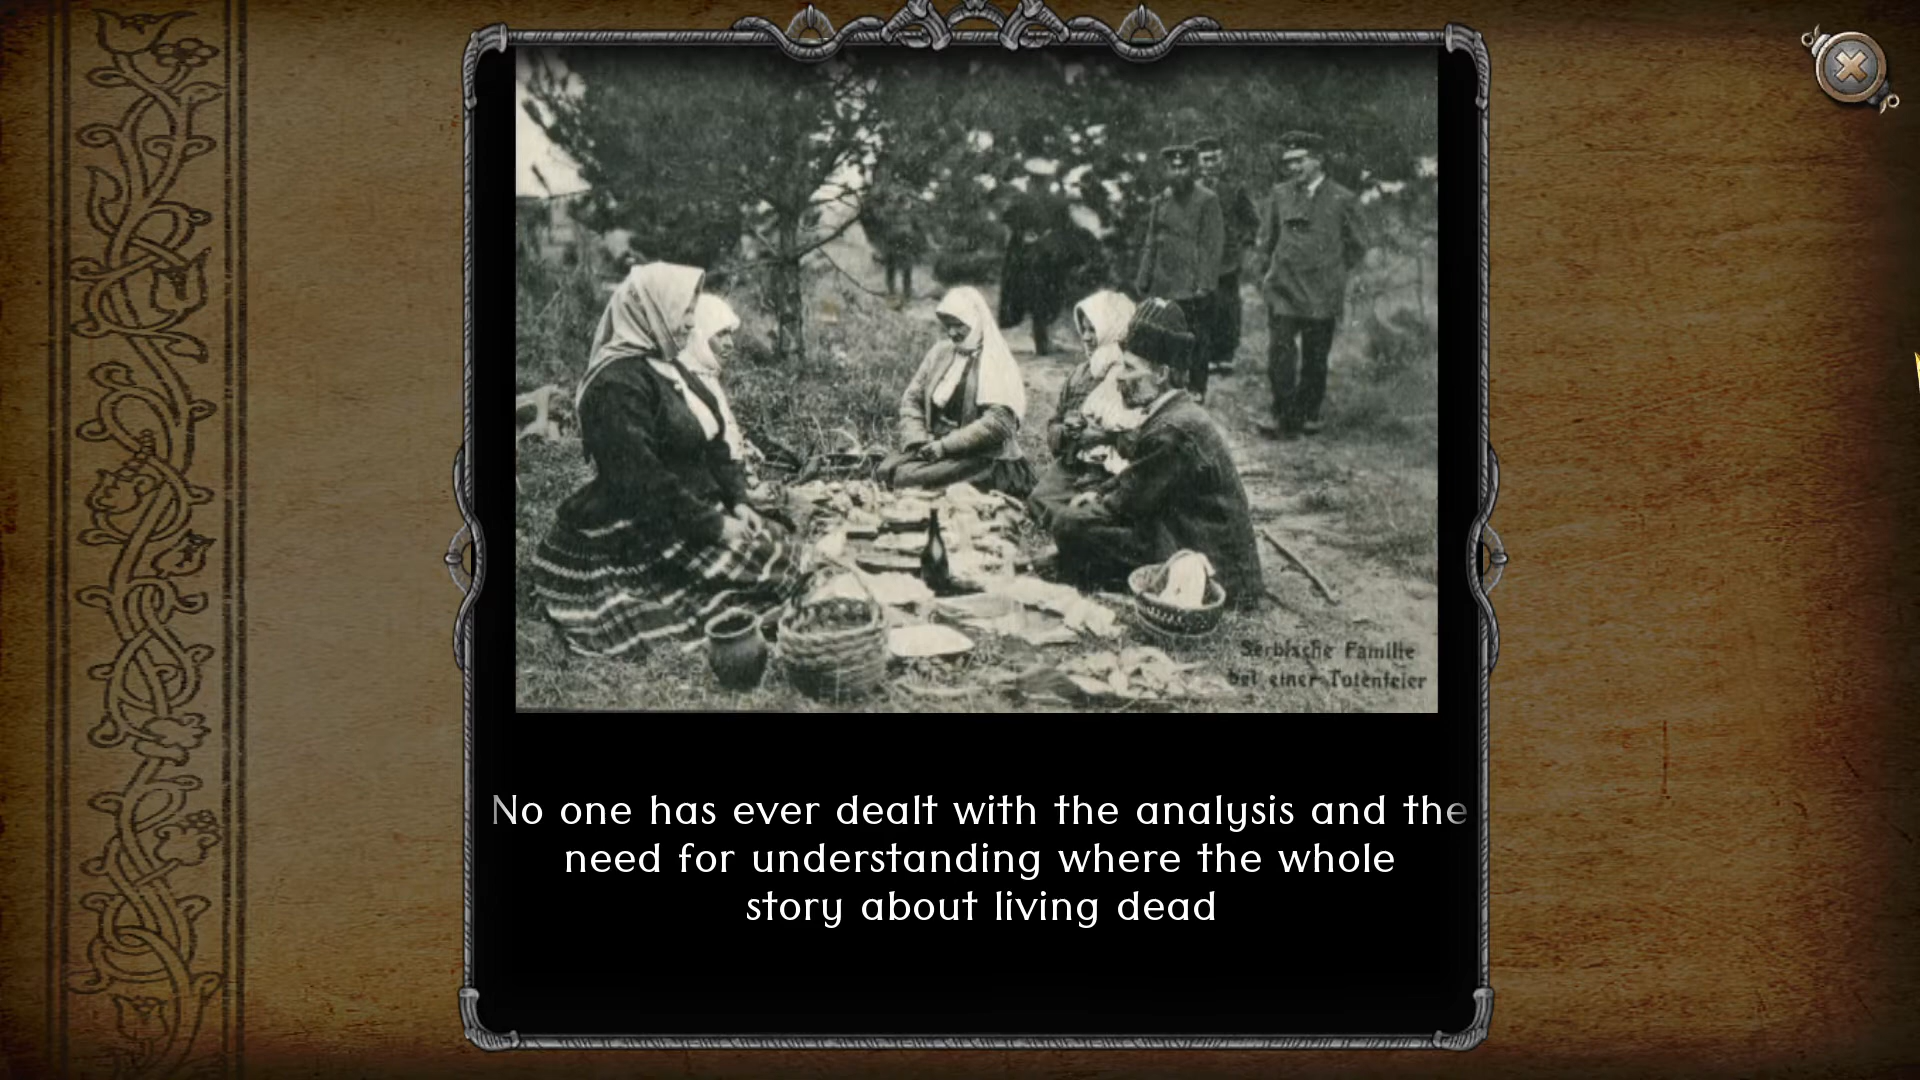 Serbische Familie
bei einer Totenfeier
No one has ever dealt with the analysis and the
need for understanding where the whole
story about living dead